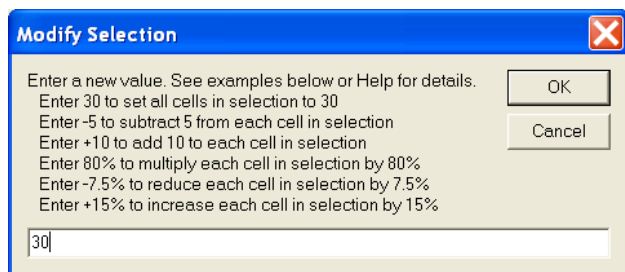 Modify Selection
Enter a new value. See examples below or Help for details.
Enter 30 to set all cells in selection to 30
Enter -5 to subtract 5 from each cell in selection
Enter +10 to add 10 to each cell in selection
Enter 80% to multiply each cell in selection by 80%
Enter -7.5% to reduce each cell in selection by 7.5%
Enter +15% to increase each cell in selection by 15%
OK
Cancel
30